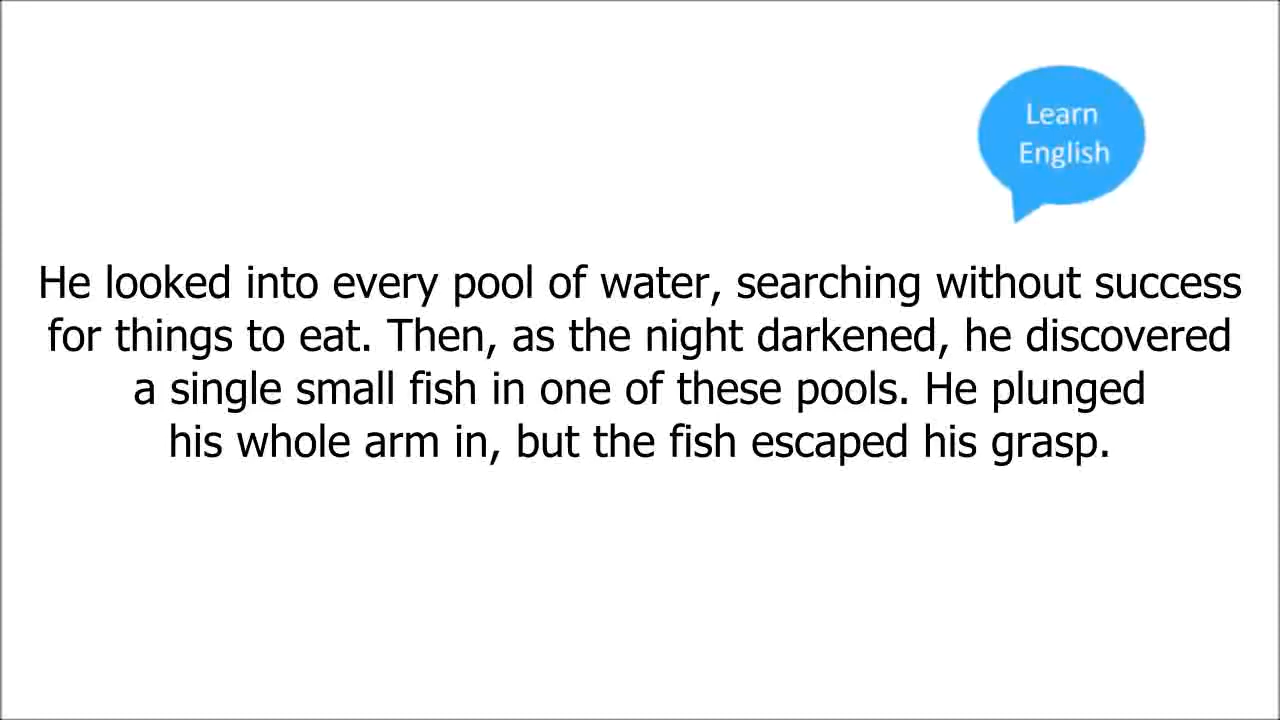 Learn
English
He looked into every pool of water, searching without success
for things to eat. Then, as the night darkened, he discovered
a single small fish in one of these pools. He plunged
his whole arm in, but the fish escaped his grasp.